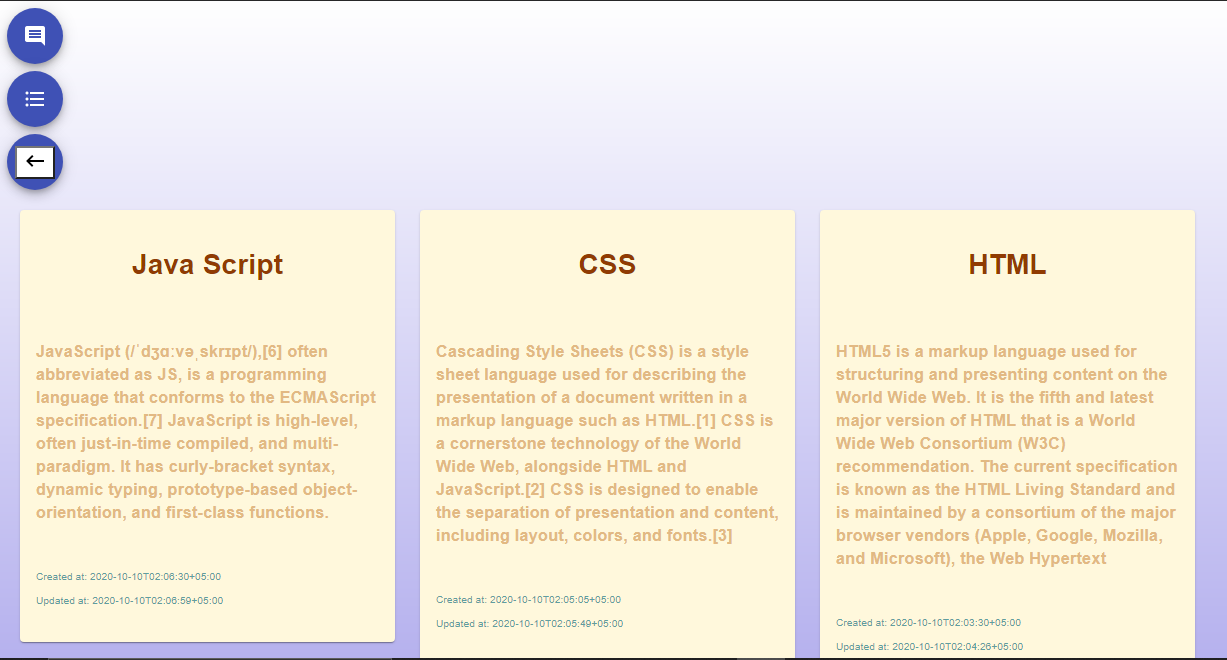 Java Script
JavaScript (/ˈdʒɑːvəˌskrɪpt/),[6] often
abbreviated as JS, is a programming
language that conforms to the ECMAScript
specification.[7] JavaScript is high-level,
often just-in-time compiled, and multi-
paradigm. It has curly-bracket syntax,
dynamic typing, prototype-based object-
orientation, and first-class functions.
Created at: 2020-10-10T02:06:30+05:00
Updated at: 2020-10-10T02:06:59+05:00
CSS
Cascading Style Sheets (CSS) is a style
sheet language used for describing the
presentation of a document written in a
markup language such as HTML.[1] CSS is
a cornerstone technology of the World
Wide Web, alongside HTML and
JavaScript.[2] CSS is designed to enable
the separation of presentation and content,
including layout, colors, and fonts.[3]
Created at: 2020-10-10T02:05:05+05:00
Updated at: 2020-10-10T02:05:49+05:00
HTML
HTML5 is a markup language used for
structuring and presenting content on the
World Wide Web. It is the fifth and latest
major version of HTML that is a World
Wide Web Consortium (W3C)
recommendation. The current specification
is known as the HTML Living Standard and
is maintained by a consortium of the major
browser vendors (Apple, Google, Mozilla,
and Microsoft), the Web Hypertext
Created at: 2020-10-10T02:03:30+05:00
Updated at: 2020-10-10T02:04:26+05:00